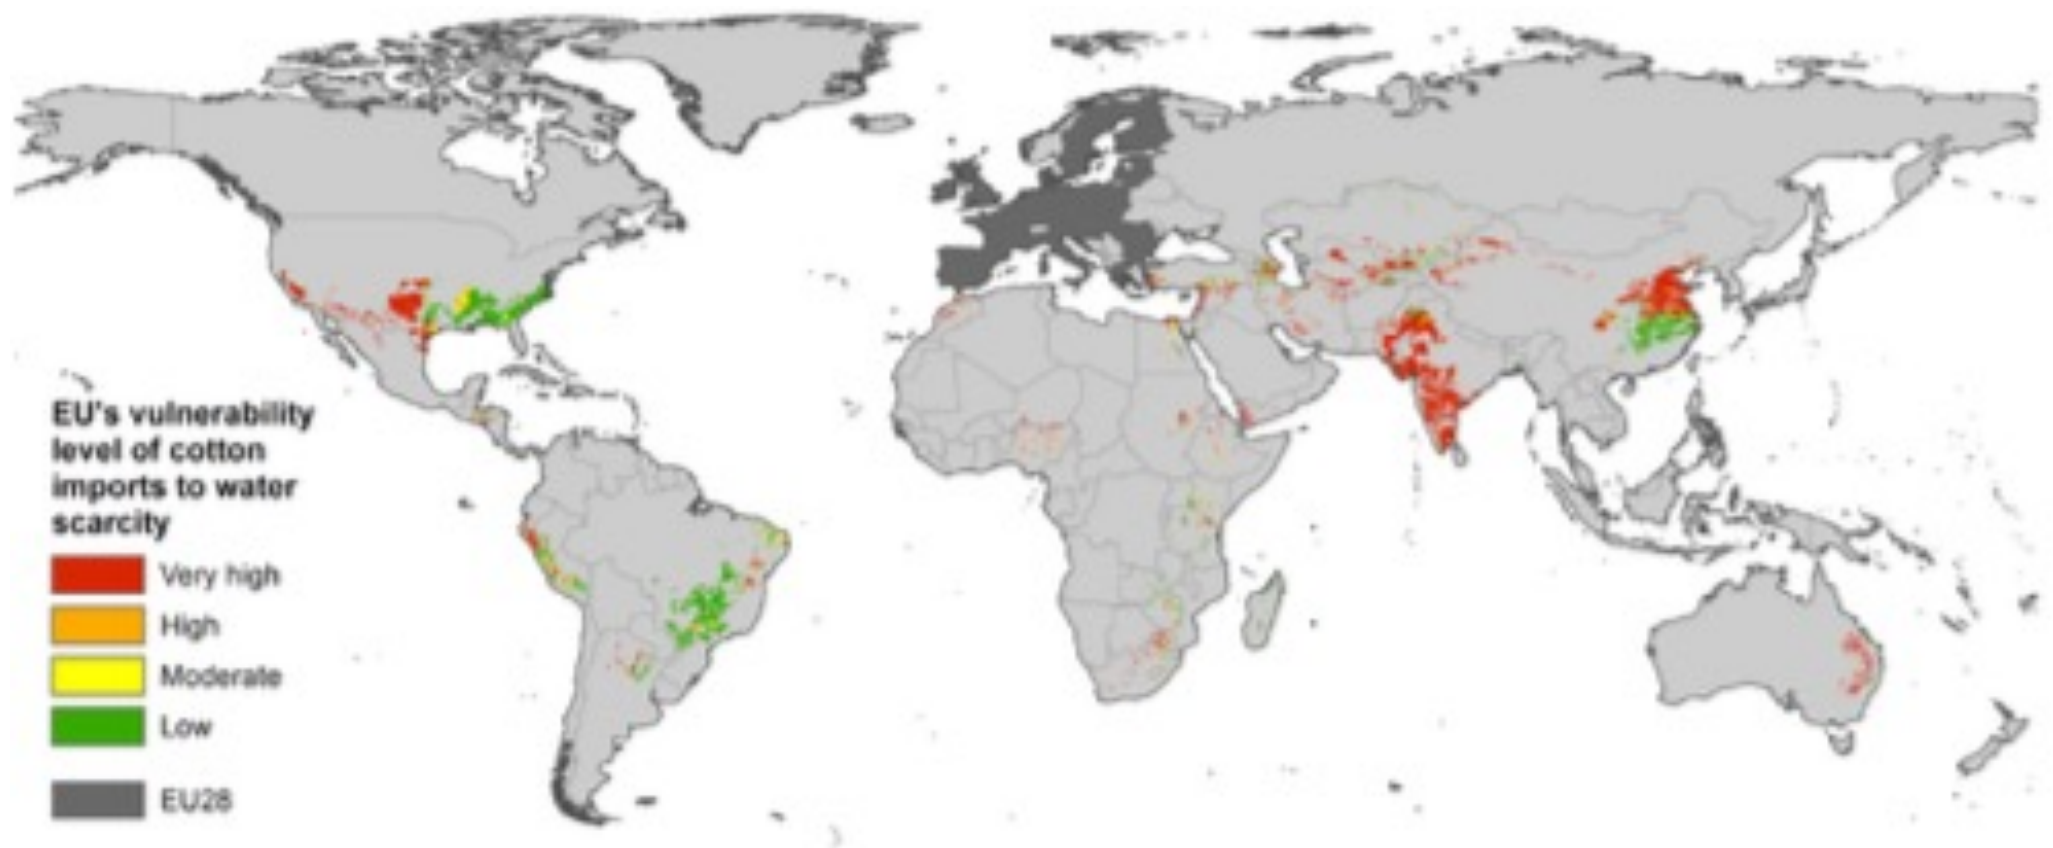 EU's vulnerability
level of cotton
imports to water
scarcity
Very high
High
Moderate
Low
EU28